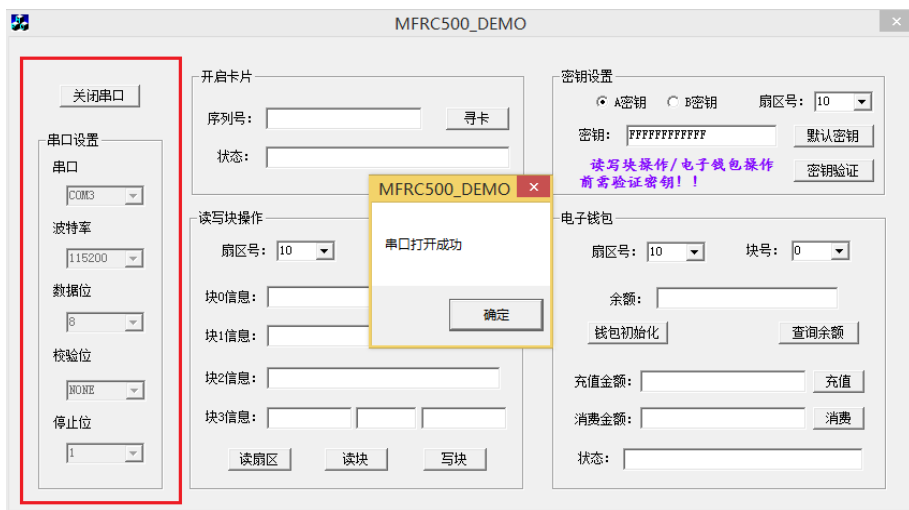 MFRC500_DEMO
关闭串口
串口设置
串口
COM3
波特率
115200
数据位
8
校验位
NONE
停止位
1
开启卡片
序列号：
寻卡
状态：
密钥设置
A密钥 B密钥 扇区号： 10
密钥： FFFFFFFFFFFF 默认密钥
读写块操作/电子钱包操作
前需验证密钥！！
密钥验证
MFRC500_DEMO
串口打开成功
确定
读写块操作
扇区号： 10
块0信息：
块1信息：
块2信息：
块3信息：
读扇区 读块 写块
电子钱包
扇区号： 10 块号： 0
余额：
钱包初始化 查询余额
充值金额： 充值
消费金额： 消费
状态：